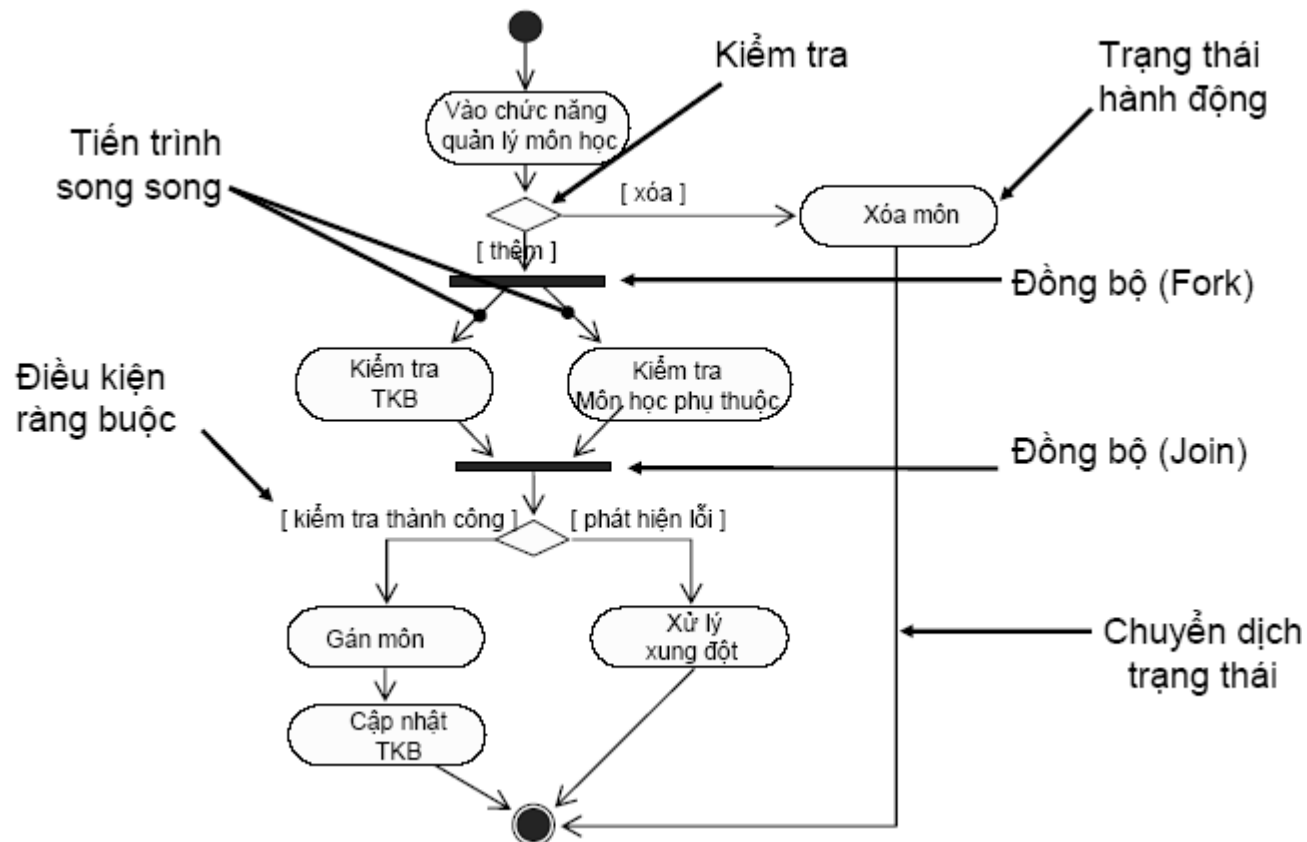 Kiểm tra
Trạng thái
hành động
Vào chức năng
quản lý môn học
Tiến trình
song song
[ xóa ]
Xóa môn
[ thêm ]
Đồng bộ (Fork)
Kiểm tra
TKB
Kiểm tra
Môn học phụ thuộc
Điều kiện
ràng buộc
Đồng bộ (Join)
[ kiểm tra thành công ]
[ phát hiện lỗi ]
Gán môn
Xử lý
xung đột
Chuyển dịch
trạng thái
Cập nhật
TKB